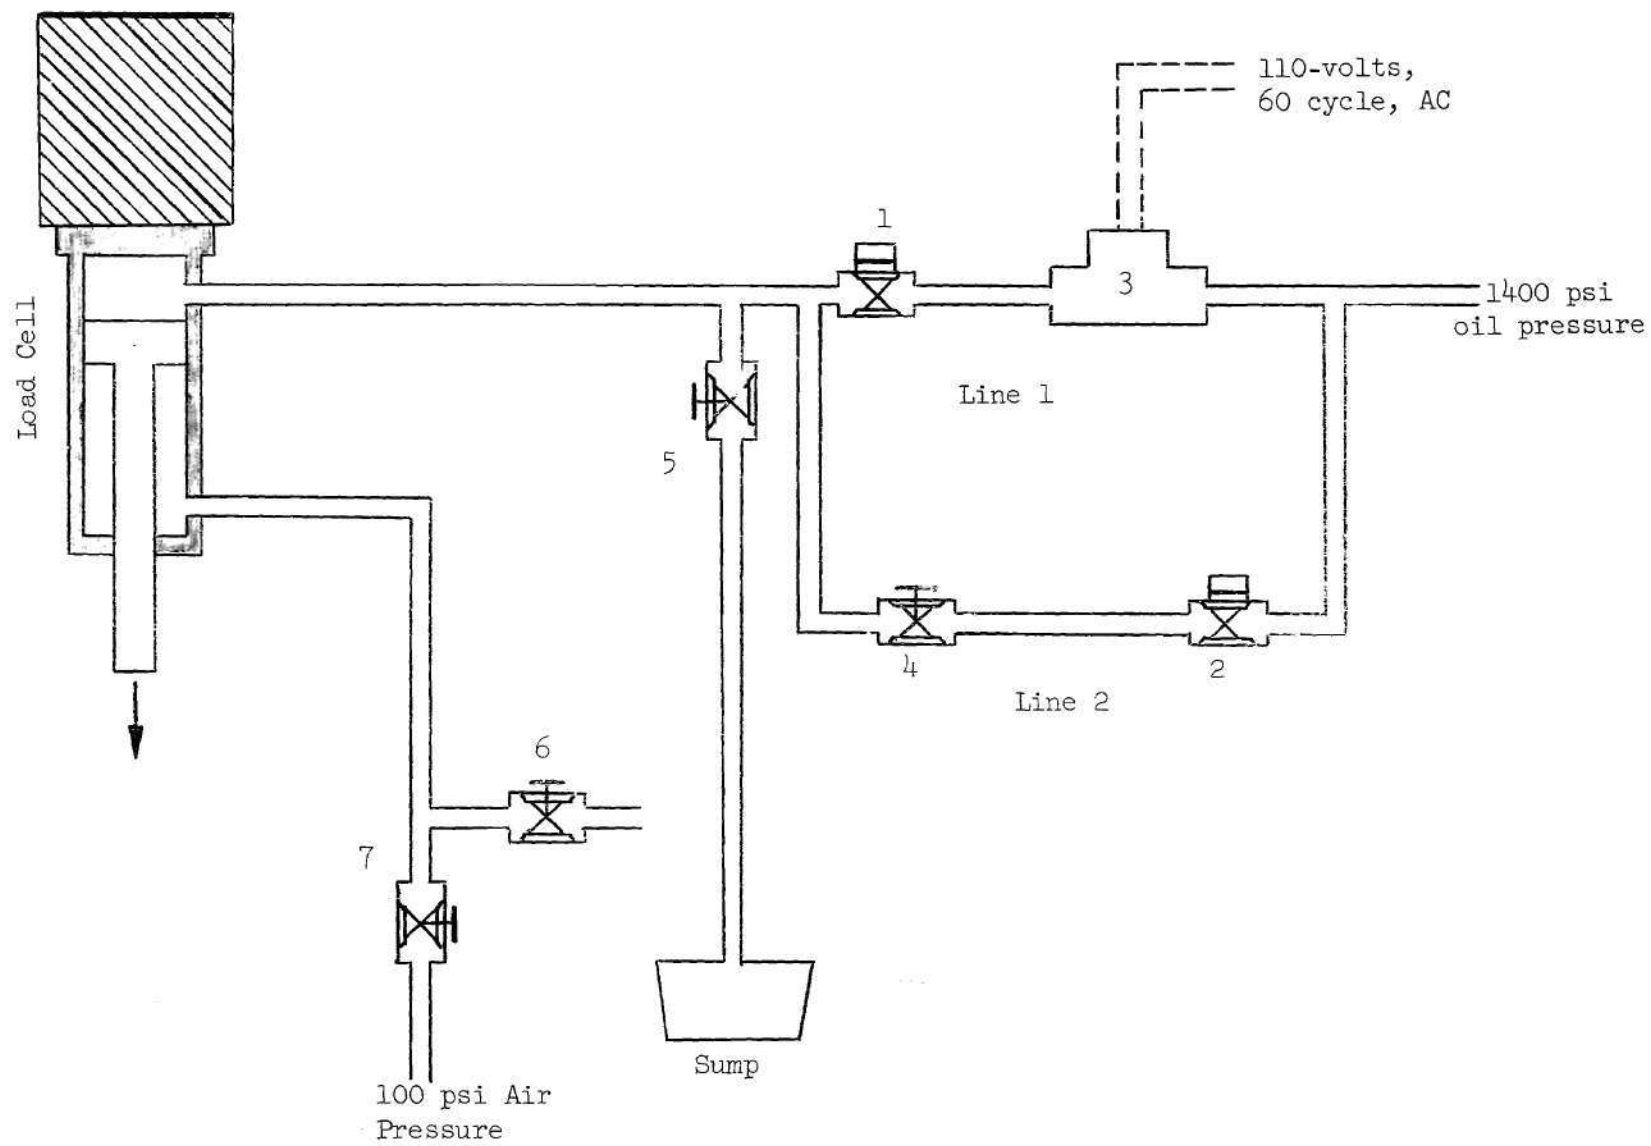 110-volts,
60 cycle, AC
1
3
1400 psi
oil pressure
Load Cell
Line 1
5
4
2
Line 2
6
7
Sump
100 psi Air
Pressure